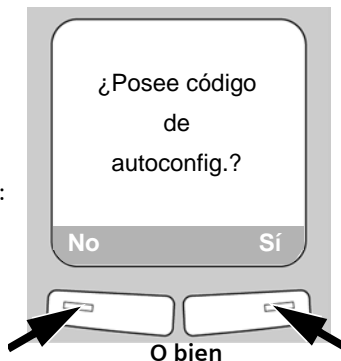 ¿Posee código
de
autoconfig.?
:
No Sí
O bien